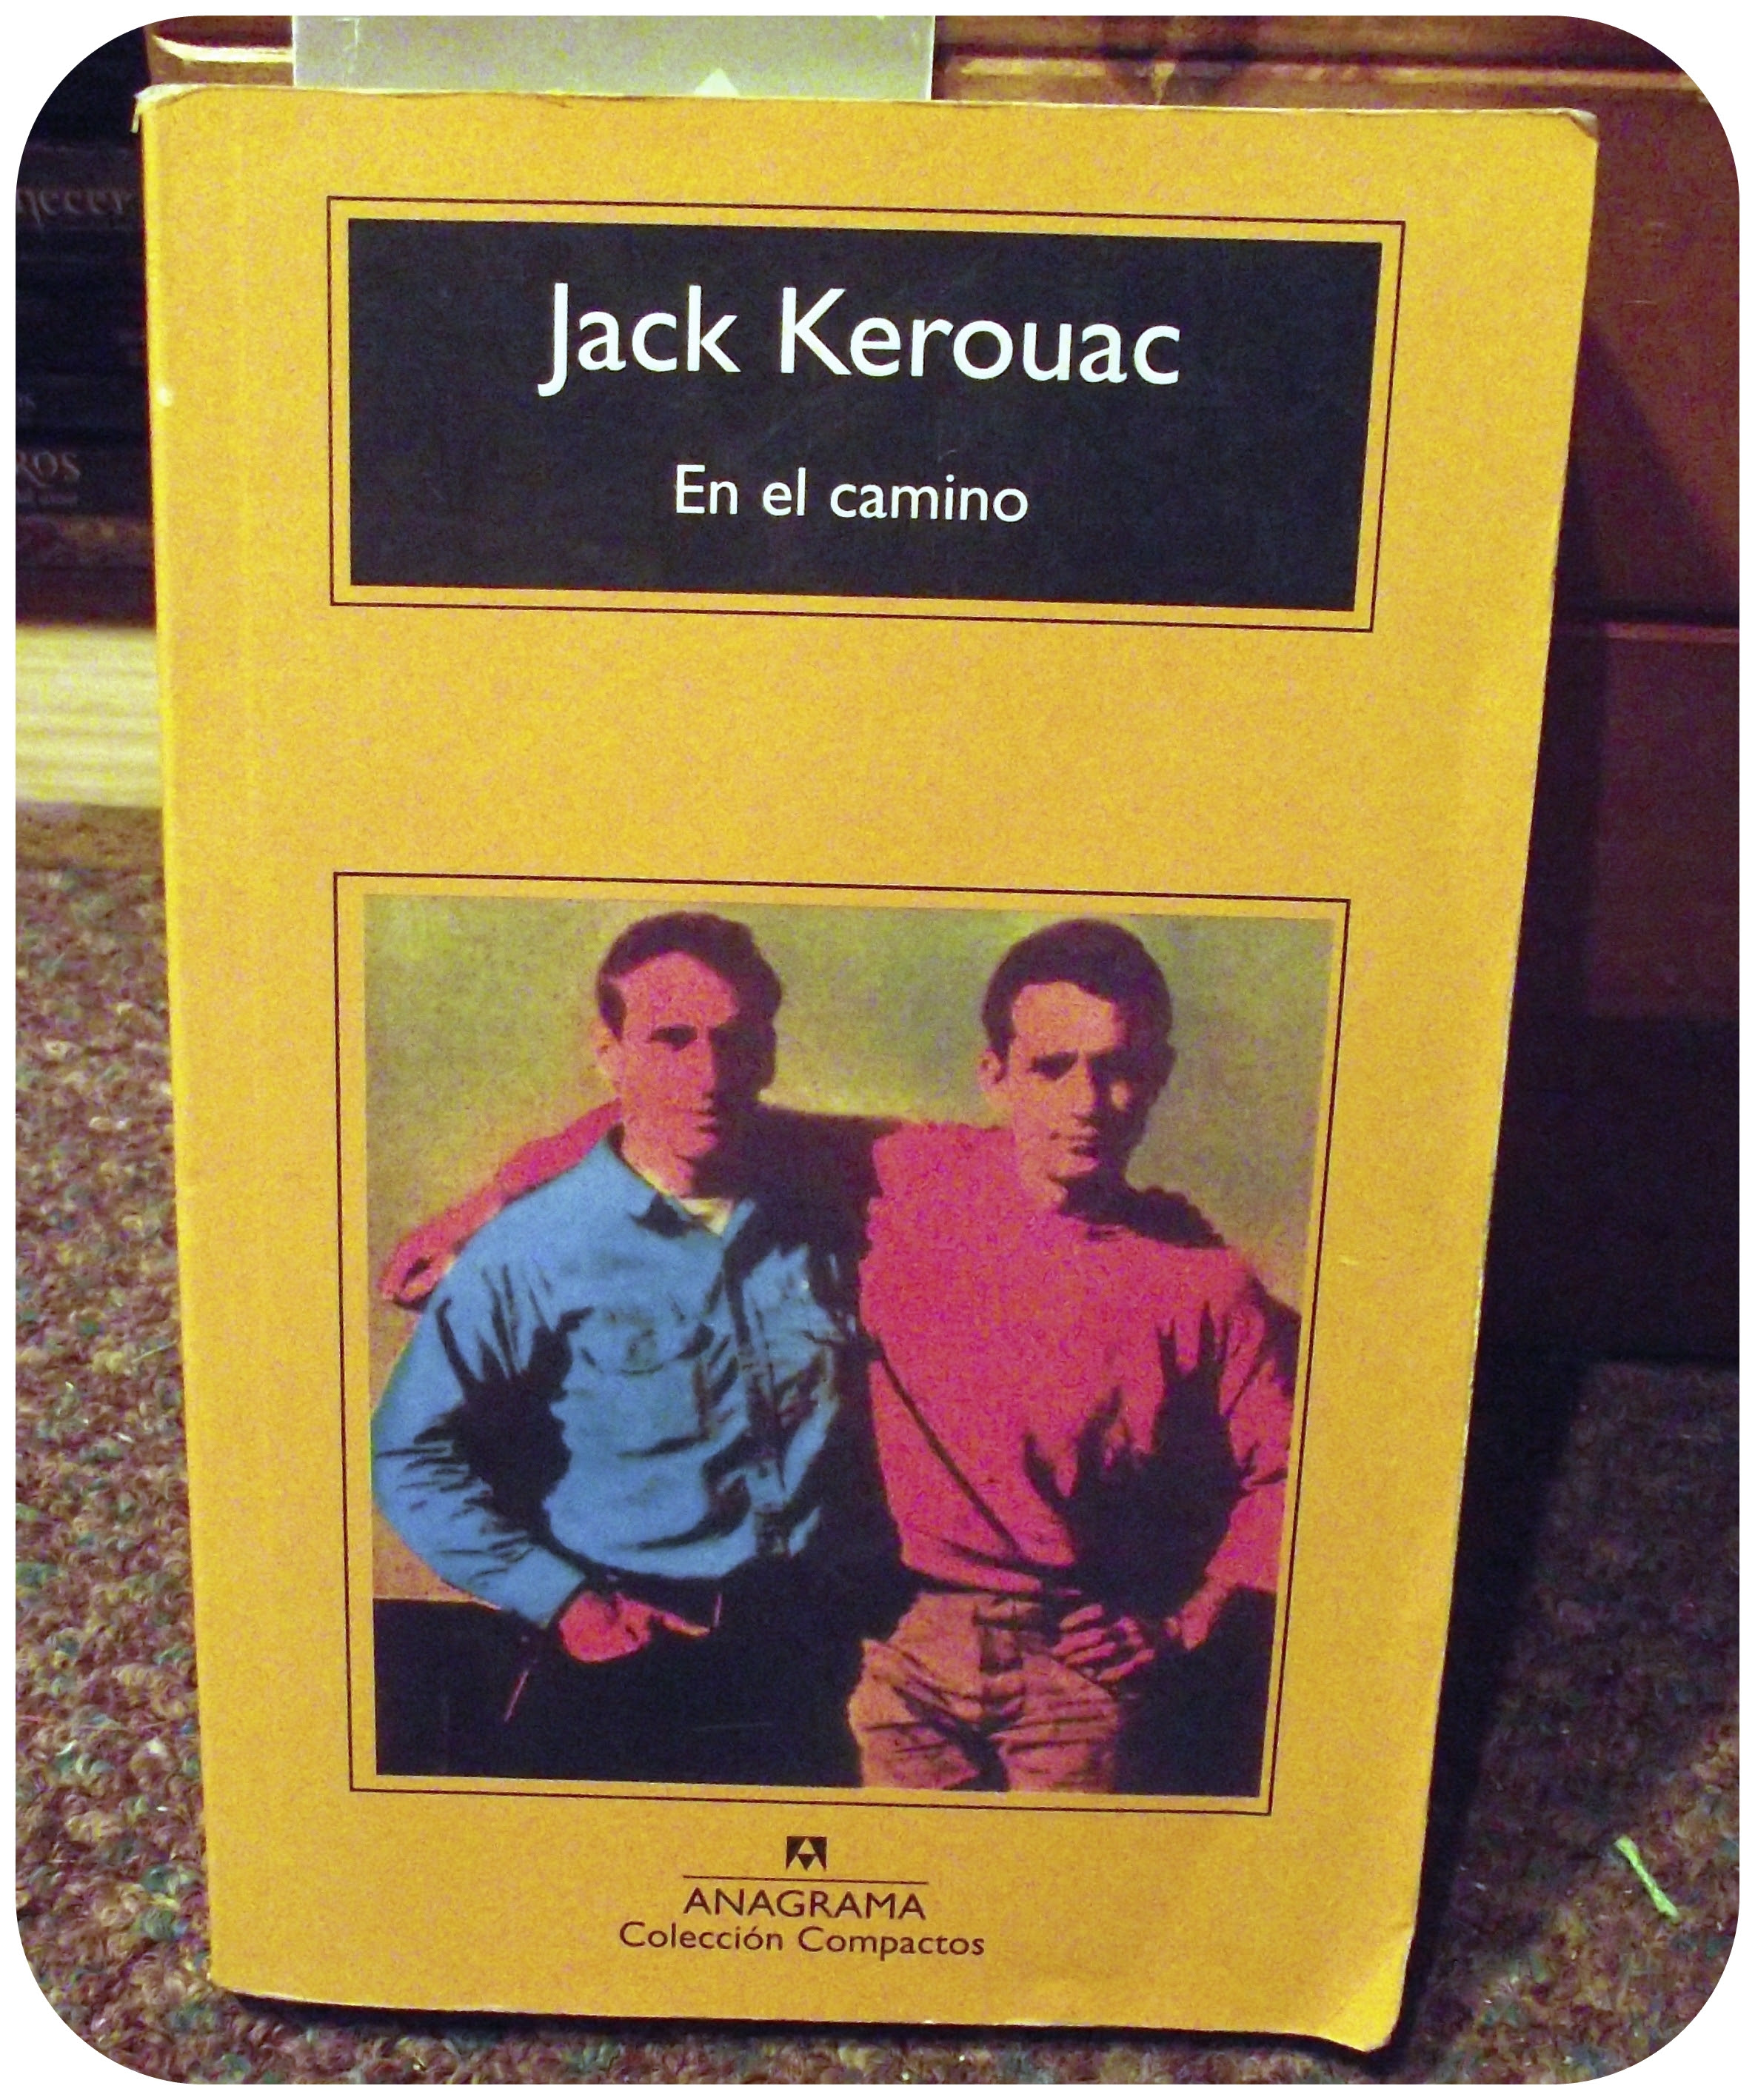 Jack Kerouac
En el camino
ANAGRAMA
Colección Compactos